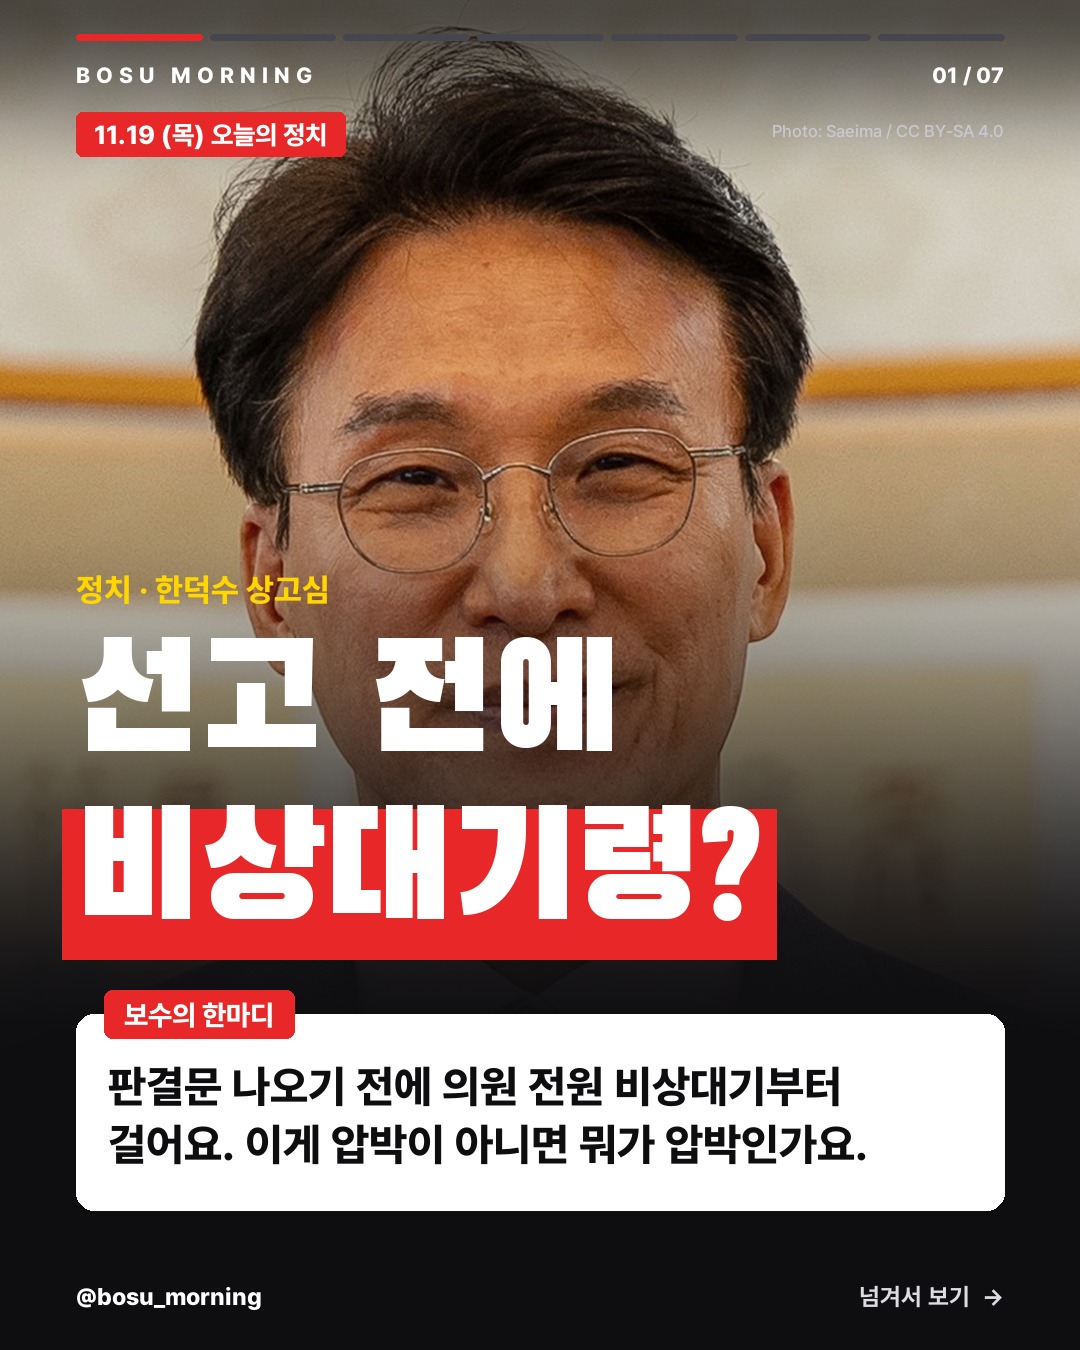 BOSU MORNING
01 / 07
11.19 (목) 오늘의 정치
Photo: Saeima / CC BY-SA 4.0
정치 · 한덕수 상고심
선고 전에
비상대기령?
보수의 한마디
판결문 나오기 전에 의원 전원 비상대기부터
걸어요. 이게 압박이 아니면 뭐가 압박인가요.
@bosu_morning
넘겨서 보기 →